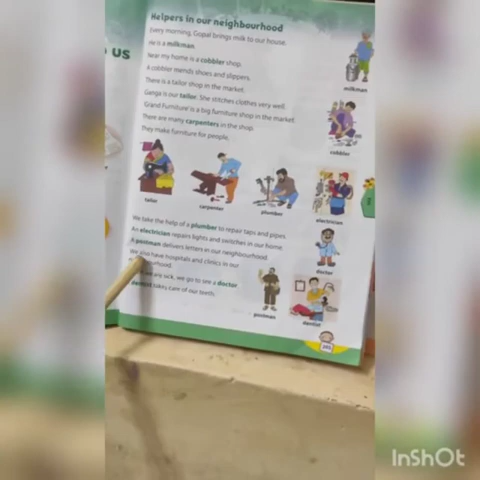 us
Helpers in our neighbourhood
Every morning, Gopal brings milk to our house.
He is a milkman.
Near my home is a cobbler shop.
A cobbler mends shoes and slippers.
There is a tailor shop in the market.
Ganga is our tailor. She stitches clothes very well.
Grand Furniture is a big furniture shop in the market.
There are many carpenters in the shop.
They make furniture for people.
milkman
cobbler
tailor
carpenter
plumber
electrician
We take the help of a plumber to repair taps and pipes.
An electrician repairs lights and switches in our home.
A postman delivers letters in our neighbourhood.
We also have hospitals and clinics in our
we are sick, we go to see a doctor
dentist takes care of our teeth.
doctor
postman
dentist
InShOt